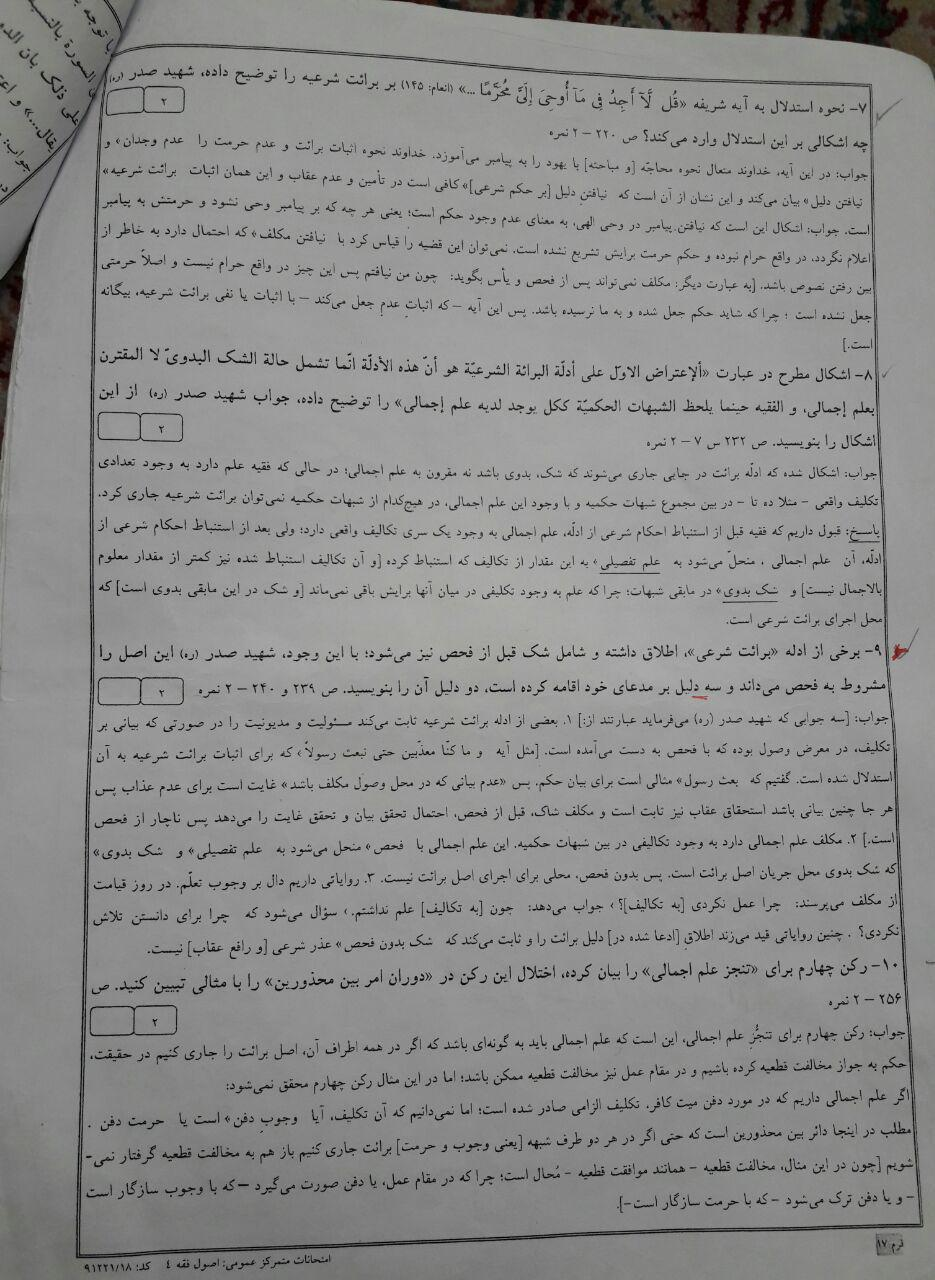 ۷- نحوه استدلال به آیه شریفه «قُل لَّآ أَجِدُ فِى مَآ أُوحِىَ إِلَىَّ مُحَرَّمًا ...» (انعام: ۱۴۵) بر برائت شرعیه را توضیح داده، شهید صدر (ره)
چه اشکالی بر این استدلال وارد می‌کند؟ ص ۲۲۰ – ۲ نمره
۲
جواب: در این آیه، خداوند متعال نحوه محاجّه [و مباحثه] با یهود را به پیامبر می‌آموزد. خداوند نحوه اثبات برائت و عدم حرمت را عدم وجدان» و
نیافتن دلیل» بیان می‌کند و این نشان از آن است که نیافتن دلیل [بر حکم شرعی]» کافی است در تأمین و عدم عقاب و این همان اثبات برائت شرعیه»
است. جواب: اشکال این است که نیافتن پیامبر در وحی الهی، به معنای عدم وجود حکم است؛ یعنی هر چه که بر پیامبر وحی نشود و حرمتش به پیامبر
اعلام نگردد، در واقع حرام نبوده و حکم حرمت برایش تشریع نشده است. نمی‌توان این قضیه را قیاس کرد با نیافتن مکلف» که احتمال دارد به خاطر از
بین رفتن نصوص باشد. [به عبارت دیگر: مکلف نمی‌تواند پس از فحص و یأس بگوید: چون من نیافتم پس این چیز در واقع حرام نیست و اصلاً حرمتی
جعل نشده است ؛ چرا که شاید حکم جعل شده و به ما نرسیده باشد. پس این آیه –که اثباتِ عدمِ جعل می‌کند – با اثبات یا نفی برائت شرعیه، بیگانه
است.]
۸- اشکال مطرح در عبارت «ألإعتراض الاوّل علی أدلّة البرائة الشرعیّة هو أنّ هذه الأدلّة انّما تشمل حالة الشک البدویّ لا المقترن
بعلم إجمالی، و الفقیه حینما یلحظ الشبهات الحکمیّة ککل یوجد لدیه علم إجمالی» را توضیح داده، جواب شهید صدر (ره) از این
اشکال را بنویسید. ص ۲۳۲ س ۷ – ۲ نمره
۲
جواب: اشکال شده که ادلّه برائت در جایی جاری می‌شوند که شک، بدوی باشد نه مقرون به علم اجمالی؛ در حالی که فقیه علم دارد به وجود تعدادی
تکلیف واقعی – مثلا ده تا – در بین مجموع شبهات حکمیه و با وجود این علم اجمالی، در هیچ‌کدام از شبهات حکمیه نمی‌توان برائت شرعیه جاری کرد.
پاسخ: قبول داریم که فقیه قبل از استنباط احکام شرعی از ادلّه، علم اجمالی به وجود یک سری تکالیف واقعی دارد؛ ولی بعد از استنباط احکام شرعی از
ادلّه، آن علم اجمالی ، منحلّ می‌شود به علم تفصیلی» به این مقدار از تکالیف که استنباط کرده [و آن تکالیف استنباط شده نیز کمتر از مقدار معلوم
بالاجمال نیست] و شک بدوی» در مابقی شبهات؛ چرا که علم به وجود تکلیفی در میان آنها برایش باقی نمی‌ماند [و شک در این مابقی بدوی است] که
محل اجرای برائت شرعی است.
۹- برخی از ادله «برائت شرعی»، اطلاق داشته و شامل شک قبل از فحص نیز می‌شود؛ با این وجود، شهید صدر (ره) این اصل را
مشروط به فحص می‌داند و سه دلیل بر مدعای خود اقامه کرده است، دو دلیل آن را بنویسید. ص ۲۳۹ و ۲۴۰ – ۲ نمره
۲
جواب: [سه جوابی که شهید صدر (ره) می‌فرماید عبارتند از:] ۱. بعضی از ادله برائت شرعیه ثابت می‌کند مسئولیت و مدیونیت را در صورتی که بیانی بر
تکلیف، در معرض وصول بوده که با فحص به دست می‌آمده است. [مثل آیه و ما کنّا معذّبین حتی نبعث رسولاً» که برای اثبات برائت شرعیه به آن
استدلال شده است. گفتیم که بعث رسول» مثالی است برای بیان حکم. پس «عدم بیانی که در محل وصول مکلف باشد» غایت است برای عدم عذاب پس
هر جا چنین بیانی باشد استحقاق عقاب نیز ثابت است و مکلف شاک، قبل از فحص، احتمال تحقق بیان و تحقق غایت را می‌دهد پس ناچار از فحص
است.] ۲. مکلف علم اجمالی دارد به وجود تکالیفی در بین شبهات حکمیه. این علم اجمالی با فحص» منحل می‌شود به علم تفصیلی» و شک بدوی»
که شک بدوی محل جریان اصل برائت است. پس بدون فحص، محلی برای اجرای اصل برائت نیست. ۳. روایاتی داریم دال بر وجوب تعلّم. در روز قیامت
از مکلف می‌پرسند: چرا عمل نکردی [به تکالیف]؟» جواب می‌دهد: چون [به تکالیف] علم نداشتم.» سؤال می‌شود که چرا برای دانستن تلاش
نکردی؟ . چنین روایاتی قید می‌زند اطلاقِ [ادعا شده در] دلیل برائت را و ثابت می‌کند که شک بدون فحص» عذر شرعی [و رافع عقاب] نیست.
۱۰- رکن چهارم برای «تنجز علم اجمالی» را بیان کرده، اختلال این رکن در «دوران امر بین محذورین» را با مثالی تبیین کنید. ص
۲۵۶ – ۲ نمره
۲
جواب: رکن چهارم برای تنجزُّ علم اجمالی، این است که علم اجمالی باید به گونه‌ای باشد که اگر در همه اطراف آن، اصل برائت را جاری کنیم در حقیقت،
حکم به جواز مخالفت قطعیه کرده باشیم و در مقام عمل نیز مخالفت قطعیه ممکن باشد؛ اما در این مثال رکن چهارم محقق نمی‌شود:
اگر علم اجمالی داریم که در مورد دفن میت کافر، تکلیف الزامی صادر شده است؛ اما نمی‌دانیم که آن تکلیف، آیا وجوبِ دفن» است یا حرمت دفن .
مطلب در اینجا دائر بین محذورین است که حتی اگر در هر دو طرف شبهه [یعنی وجوب و حرمت] برائت جاری کنیم باز هم به مخالفت قطعیه گرفتار نمی-
شویم [چون در این مثال، مخالفت قطعیه – همانند موافقت قطعیه – مُحال است؛ چرا که در مقام عمل، یا دفن صورت می‌گیرد –که با وجوب سازگار است
– و یا دفن ترک می‌شود –که با حرمت سازگار است-].
فرم: ۱۷
امتحانات متمرکز عمومی: اصول فقه ٤ کد: ۹۱۲۲۱/۱۸